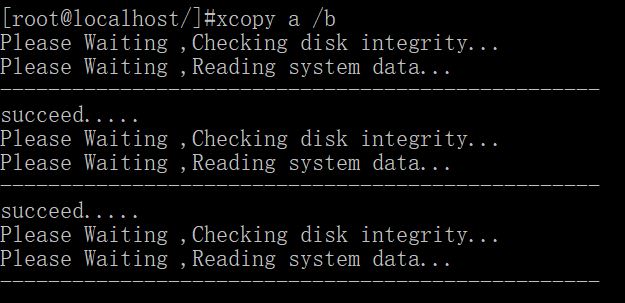 [root@localhost/]#xcopy a /b
Please Waiting ,Checking disk integrity...
Please Waiting ,Reading system data...
--------------------------------------------------
succeed.....
Please Waiting ,Checking disk integrity...
Please Waiting ,Reading system data...
--------------------------------------------------
succeed.....
Please Waiting ,Checking disk integrity...
Please Waiting ,Reading system data...
--------------------------------------------------